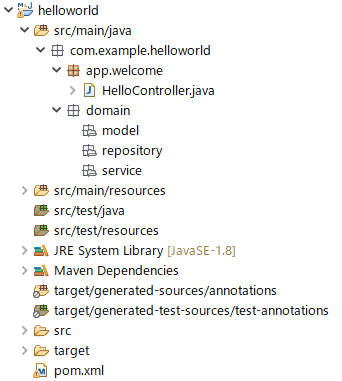 helloworld
src/main/java
com.example.helloworld
app.welcome
HelloController.java
domain
model
repository
service
src/main/resources
src/test/java
src/test/resources
JRE System Library [JavaSE-1.8]
Maven Dependencies
target/generated-sources/annotations
target/generated-test-sources/test-annotations
src
target
pom.xml